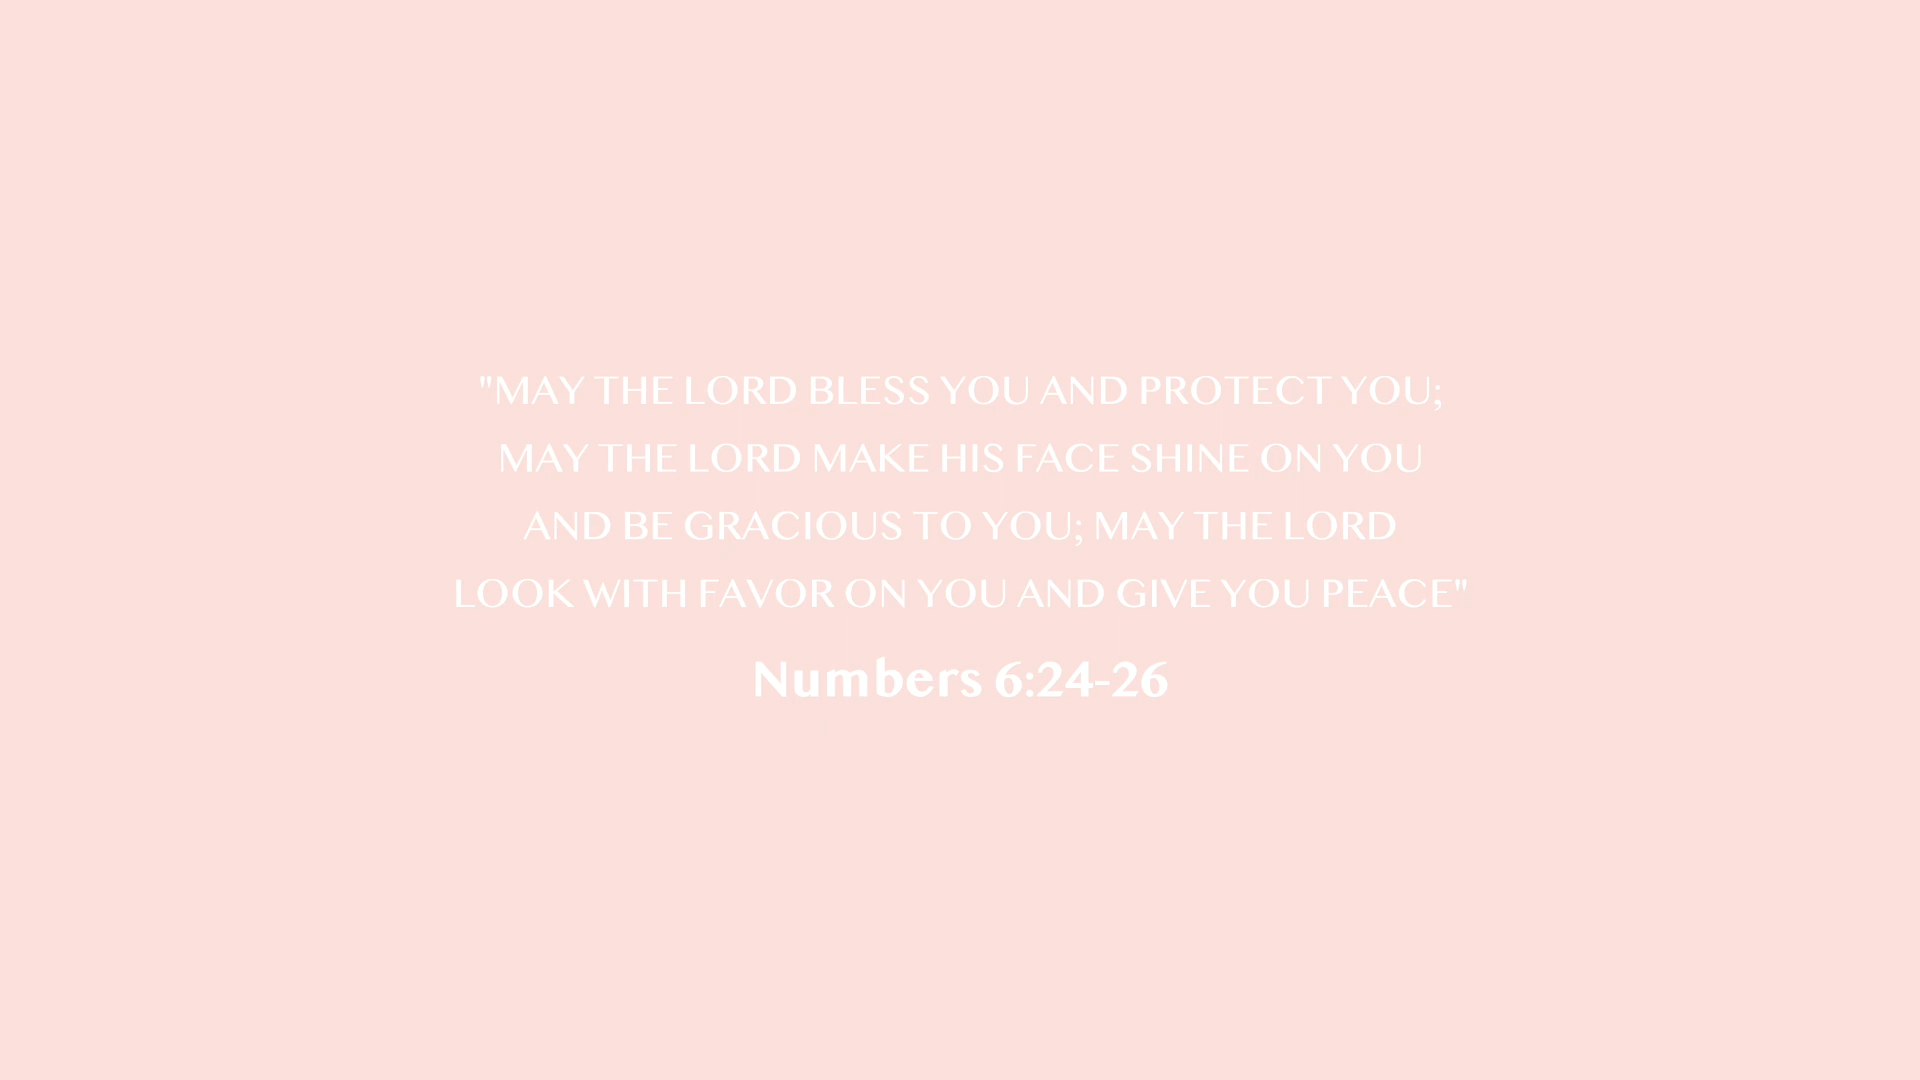 "MAY THE LORD BLESS YOU AND PROTECT YOU;
MAY THE LORD MAKE HIS FACE SHINE ON YOU
AND BE GRACIOUS TO YOU; MAY THE LORD
LOOK WITH FAVOR ON YOU AND GIVE YOU PEACE"
Numbers 6:24-26